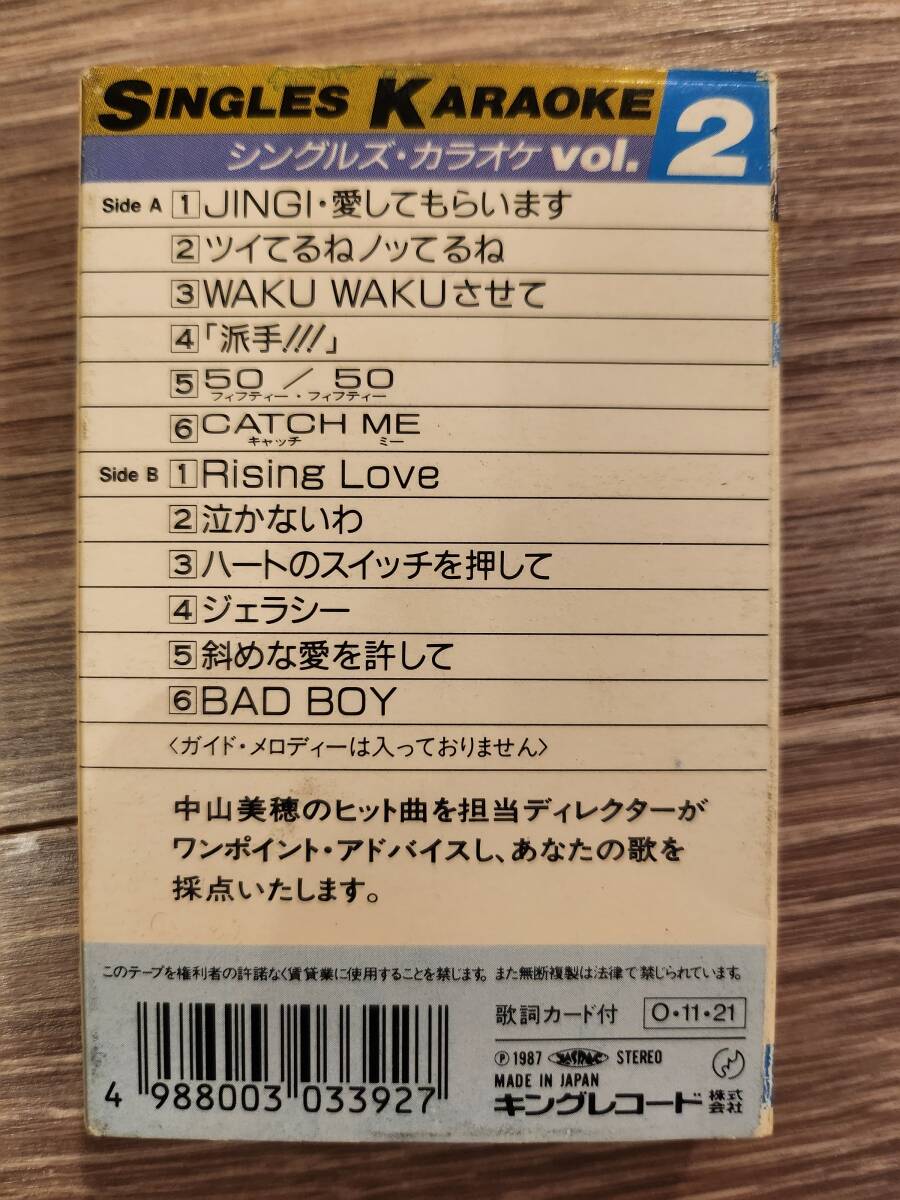 SINGLES KARAOKE 2
シングルズ・カラオケ vol.
Side A 1 JINGI・愛してもらいます
2 ツイてるねノッてるね
3 WAKU WAKUさせて
4 「派手!!!」
5 50 / 50
フィフティー・フィフティー
6 CATCH ME
キャッチ ミー
Side B 1 Rising Love
2 泣かないわ
3 ハートのスイッチを押して
4 ジェラシー
5 斜めな愛を許して
6 BAD BOY
〈ガイド・メロディーは入っておりません〉
中山美穂のヒット曲を担当ディレクターが
ワンポイント・アドバイスし、あなたの歌を
採点いたします。
このテープを権利者の許諾なく賃貸業に使用することを禁じます。また無断複製は法律で禁じられています。
歌詞カード付 O・11・21
Ⓟ1987 JASRAC STEREO
MADE IN JAPAN
キングレコード株式会社
4 988003 033927